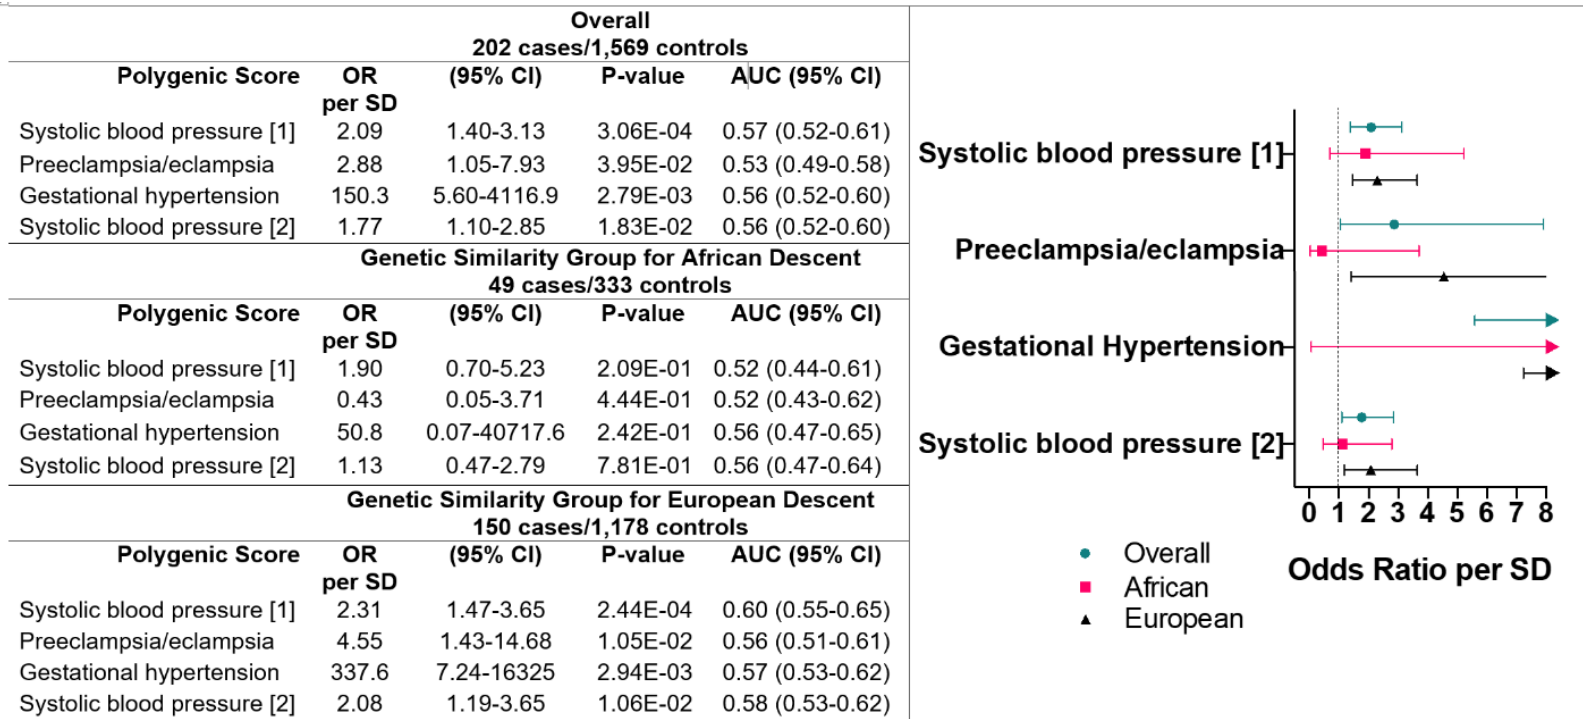 Overall
202 cases/1,569 controls
Polygenic Score OR per SD (95% CI) P-value AUC (95% CI)
Systolic blood pressure [1] 2.09 1.40-3.13 3.06E-04 0.57 (0.52-0.61)
Preeclampsia/eclampsia 2.88 1.05-7.93 3.95E-02 0.53 (0.49-0.58)
Gestational hypertension 150.3 5.60-4116.9 2.79E-03 0.56 (0.52-0.60)
Systolic blood pressure [2] 1.77 1.10-2.85 1.83E-02 0.56 (0.52-0.60)
Genetic Similarity Group for African Descent
49 cases/333 controls
Polygenic Score OR per SD (95% CI) P-value AUC (95% CI)
Systolic blood pressure [1] 1.90 0.70-5.23 2.09E-01 0.52 (0.44-0.61)
Preeclampsia/eclampsia 0.43 0.05-3.71 4.44E-01 0.52 (0.43-0.62)
Gestational hypertension 50.8 0.07-40717.6 2.42E-01 0.56 (0.47-0.65)
Systolic blood pressure [2] 1.13 0.47-2.79 7.81E-01 0.56 (0.47-0.64)
Genetic Similarity Group for European Descent
150 cases/1,178 controls
Polygenic Score OR per SD (95% CI) P-value AUC (95% CI)
Systolic blood pressure [1] 2.31 1.47-3.65 2.44E-04 0.60 (0.55-0.65)
Preeclampsia/eclampsia 4.55 1.43-14.68 1.05E-02 0.56 (0.51-0.61)
Gestational hypertension 337.6 7.24-16325 2.94E-03 0.57 (0.53-0.62)
Systolic blood pressure [2] 2.08 1.19-3.65 1.06E-02 0.58 (0.53-0.62)
Systolic blood pressure [1]
Preeclampsia/eclampsia
Gestational Hypertension
Systolic blood pressure [2]
0 1 2 3 4 5 6 7 8
Odds Ratio per SD
Overall
African
European